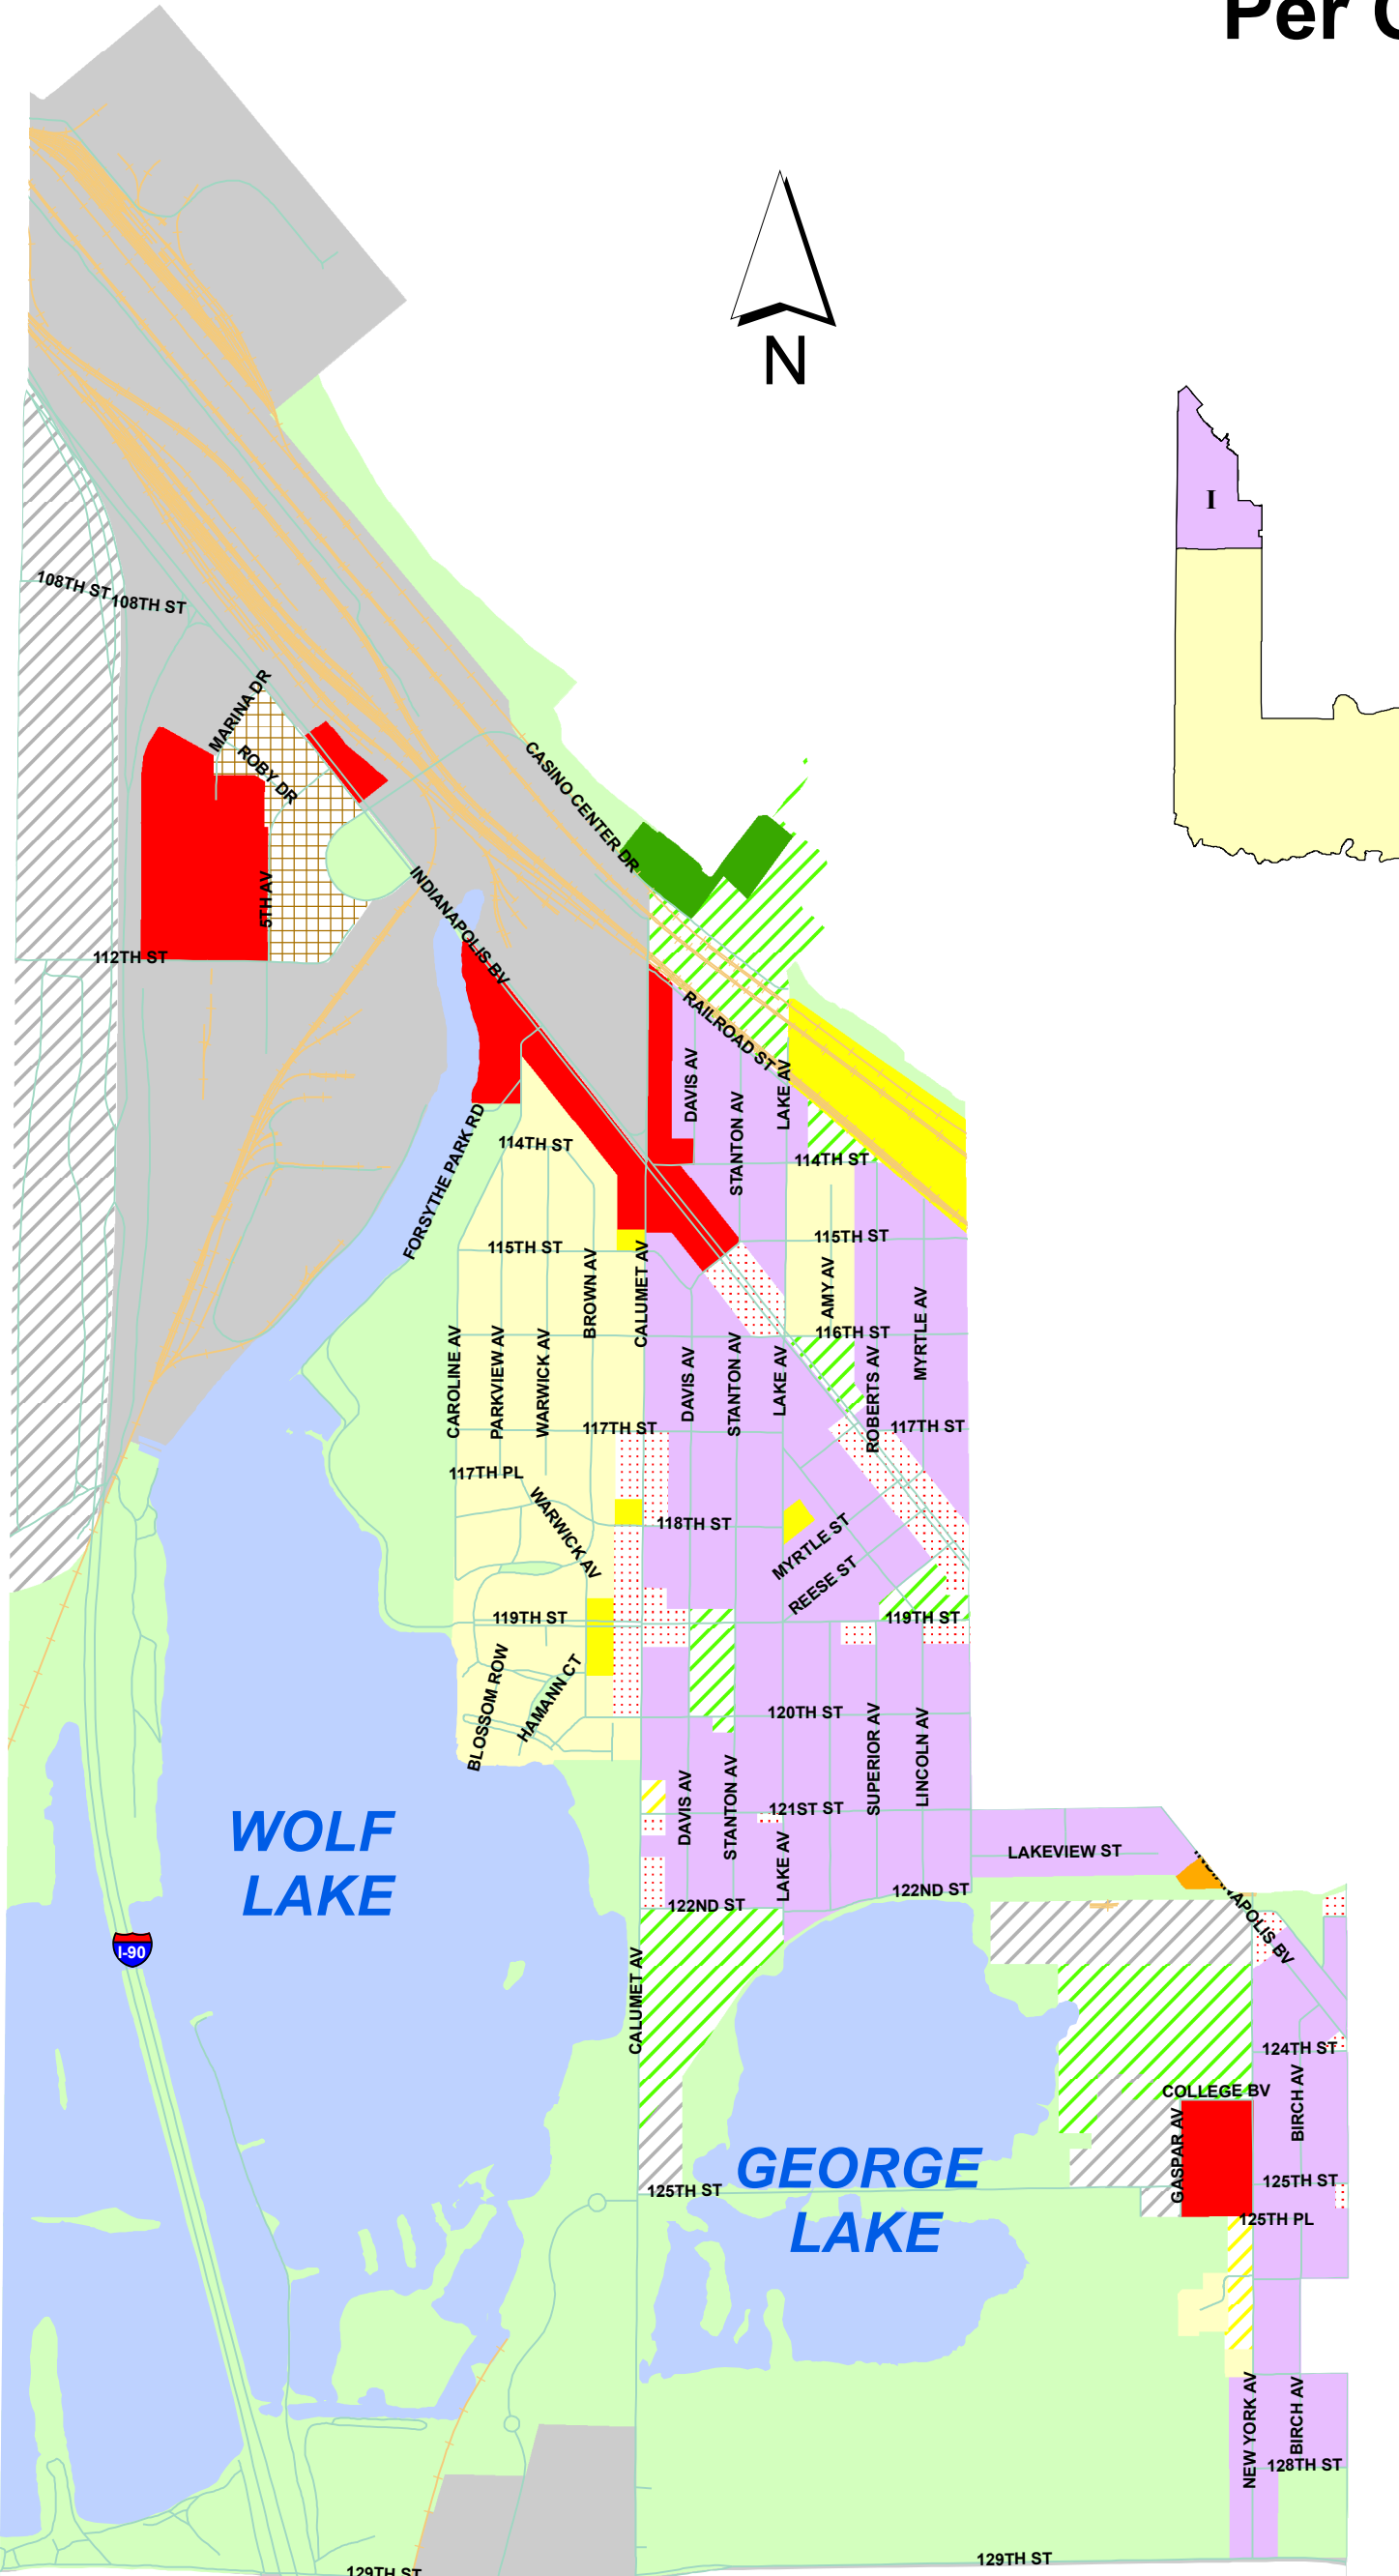 Per
N
I
108TH ST
108TH ST
MARINA DR
ROBY DR
CASINO CENTER DR
5TH AV
INDIANAPOLIS BV
112TH ST
RAILROAD ST
DAVIS AV
STANTON AV
LAKE AV
FORSYTHE PARK RD
114TH ST
114TH ST
115TH ST
115TH ST
BROWN AV
CALUMET AV
AMY AV
MYRTLE AV
116TH ST
CAROLINE AV
PARKVIEW AV
WARWICK AV
DAVIS AV
STANTON AV
LAKE AV
ROBERTS AV
117TH ST
117TH ST
117TH PL
WARWICK AV
118TH ST
MYRTLE ST
REESE ST
119TH ST
119TH ST
BLOSSOM ROW
HAMANN CT
120TH ST
SUPERIOR AV
LINCOLN AV
DAVIS AV
STANTON AV
121ST ST
LAKE AV
WOLF
LAKE
LAKEVIEW ST
122ND ST
122ND ST
INDIANAPOLIS BV
I-90
CALUMET AV
124TH ST
COLLEGE BV
BIRCH AV
GASPAR AV
GEORGE
LAKE
125TH ST
125TH ST
125TH PL
NEW YORK AV
BIRCH AV
128TH ST
129TH ST
129TH ST